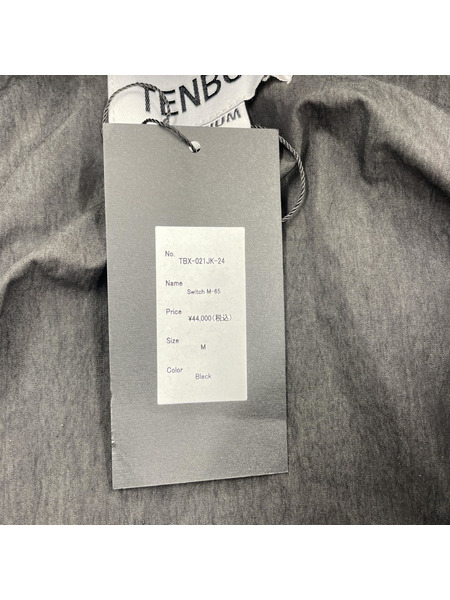 TENBO
No. TBX-021JK-24
Name Switch M-65
Price ¥44,000(税込)
Size M
Color Black